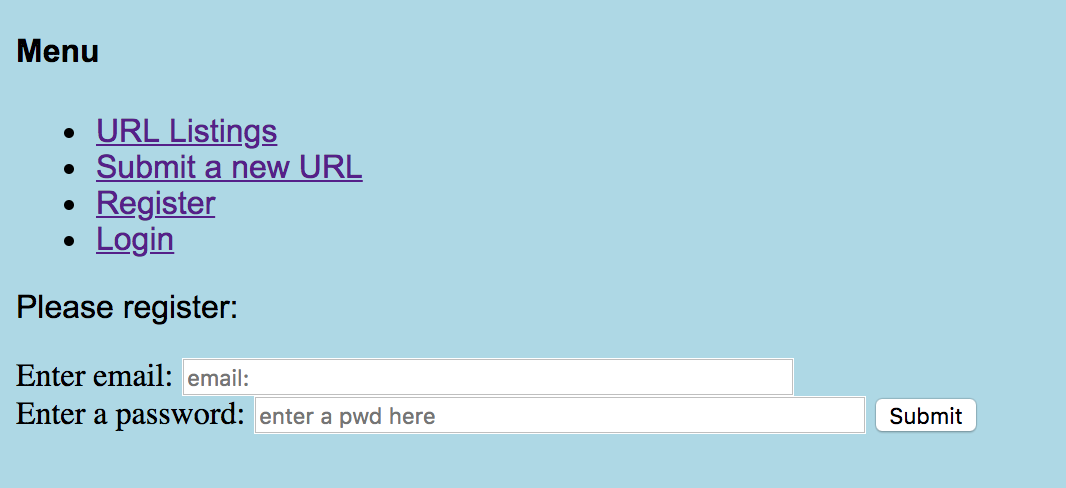 Menu
URL Listings
Submit a new URL
Register
Login
Please register:
Enter email: email:
Enter a password: enter a pwd here Submit